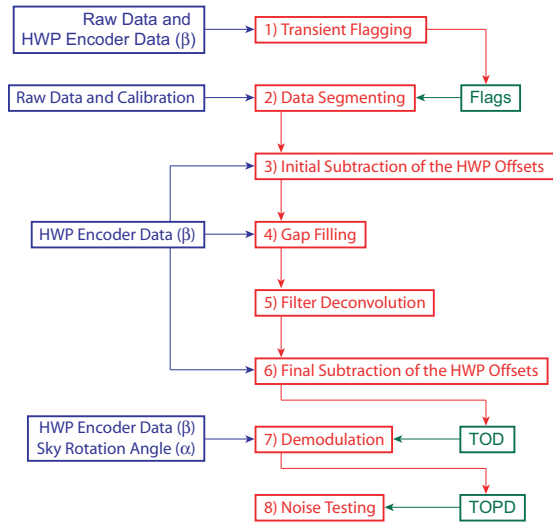 Raw Data and
HWP Encoder Data (β)
1) Transient Flagging
Raw Data and Calibration
2) Data Segmenting
Flags
3) Initial Subtraction of the HWP Offsets
HWP Encoder Data (β)
4) Gap Filling
5) Filter Deconvolution
6) Final Subtraction of the HWP Offsets
HWP Encoder Data (β)
Sky Rotation Angle (α)
7) Demodulation
TOD
8) Noise Testing
TOPD